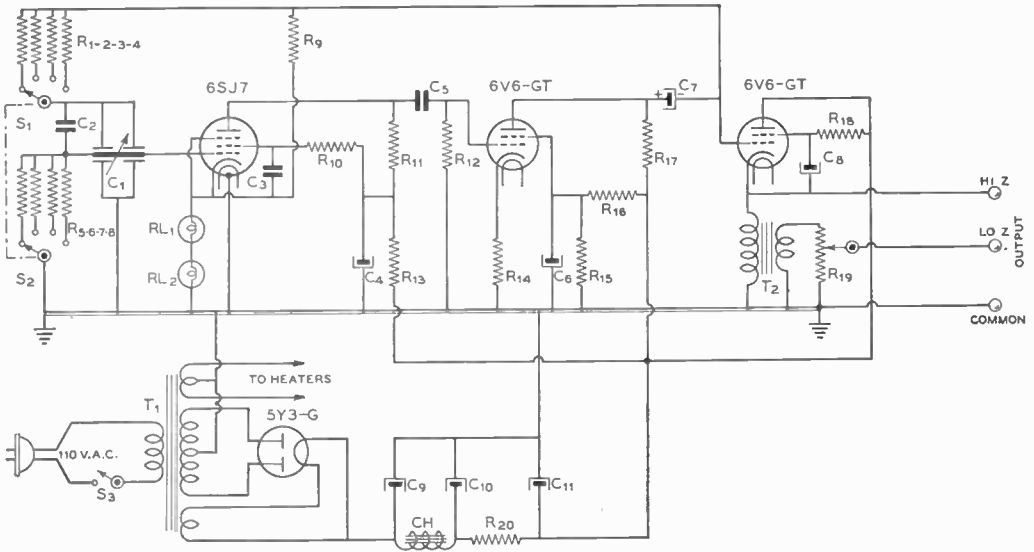 R1-2-3-4
R9
6SJ7
C5
6V6-GT
C7
+ -
6V6-GT
S1
C2
R18
R10
R11
R12
R17
C8
C1
C3
HI Z
R16
R5-6-7-8
RL1
LO Z
OUTPUT
S2
RL2
C4
R13
R14
C6
R15
T2
R19
COMMON
TO HEATERS
T1
5Y3-G
110 V.A.C.
S3
C9
C10
C11
CH
R20